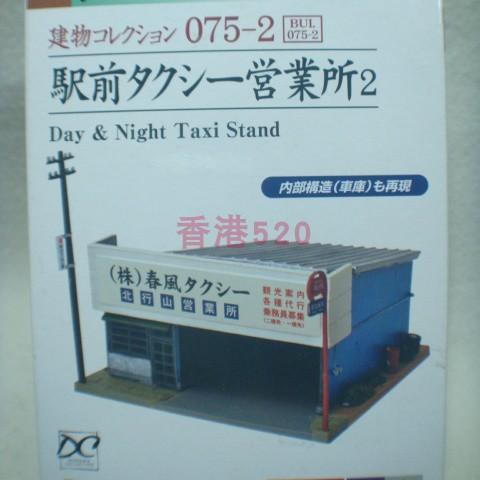 建物コレクション 075-2
BUL
075-2
駅前タクシー営業所2
Day & Night Taxi Stand
内部構造(車庫)も再現
香港520
(株)春風タクシー
北行山営業所
観光案内
各種代行
乗務員募集
DC